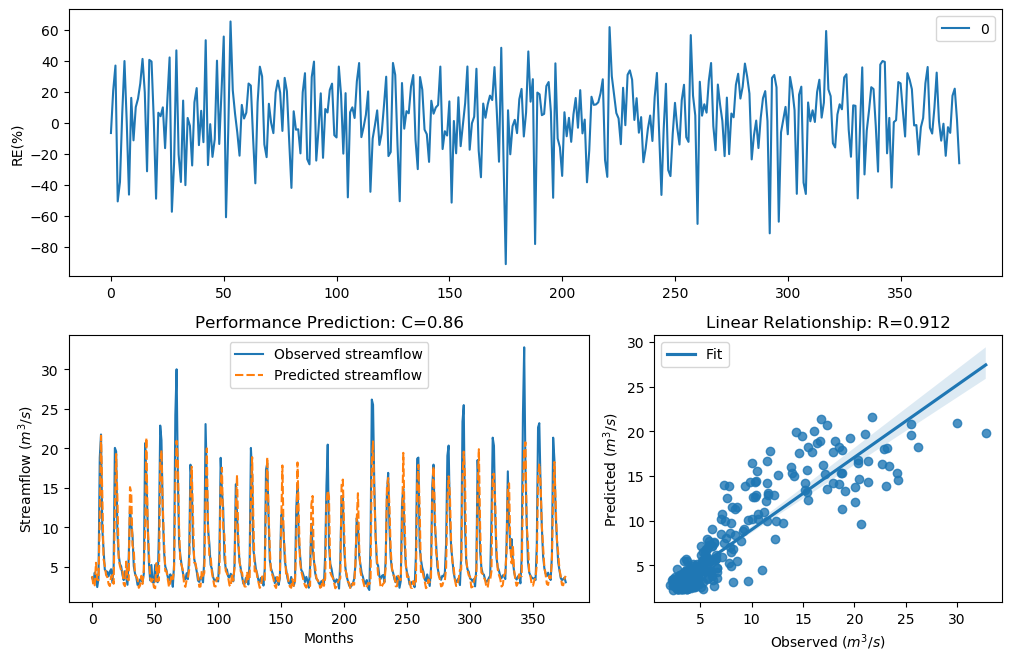 RE(%)
60
40
20
0
−20
−40
−60
−80
0
0 50 100 150 200 250 300 350
Performance Prediction: C=0.86
Streamflow (m³/s)
30
25
20
15
10
5
Observed streamflow
Predicted streamflow
0 50 100 150 200 250 300 350
Months
Linear Relationship: R=0.912
Predicted (m³/s)
30
25
20
15
10
5
Fit
5 10 15 20 25 30
Observed (m³/s)